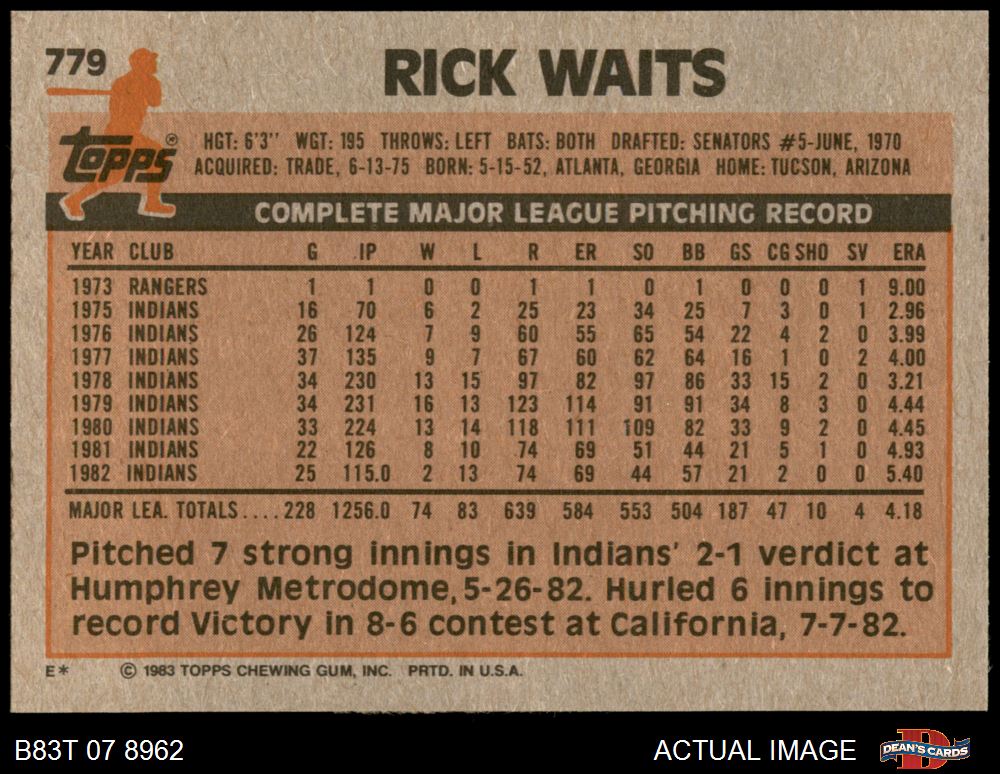 779
RICK WAITS
Topps®
HGT: 6'3'' WGT: 195 THROWS: LEFT BATS: BOTH DRAFTED: SENATORS #5-JUNE, 1970
ACQUIRED: TRADE, 6-13-75 BORN: 5-15-52, ATLANTA, GEORGIA HOME: TUCSON, ARIZONA
COMPLETE MAJOR LEAGUE PITCHING RECORD
YEAR CLUB G IP W L R ER SO BB GS CG SHO SV ERA
1973 RANGERS 1 1 0 0 1 1 0 1 0 0 0 1 9.00
1975 INDIANS 16 70 6 2 25 23 34 25 7 3 0 1 2.96
1976 INDIANS 26 124 7 9 60 55 65 54 22 4 2 0 3.99
1977 INDIANS 37 135 9 7 67 60 62 64 16 1 0 2 4.00
1978 INDIANS 34 230 13 15 97 82 97 86 33 15 2 0 3.21
1979 INDIANS 34 231 16 13 123 114 91 91 34 8 3 0 4.44
1980 INDIANS 33 224 13 14 118 111 109 82 33 9 2 0 4.45
1981 INDIANS 22 126 8 10 74 69 51 44 21 5 1 0 4.93
1982 INDIANS 25 115.0 2 13 74 69 44 57 21 2 0 0 5.40
MAJOR LEA. TOTALS....228 1256.0 74 83 639 584 553 504 187 47 10 4 4.18
Pitched 7 strong innings in Indians' 2-1 verdict at
Humphrey Metrodome, 5-26-82. Hurled 6 innings to
record Victory in 8-6 contest at California, 7-7-82.
E* © 1983 TOPPS CHEWING GUM, INC. PRTD. IN U.S.A.
B83T 07 8962 ACTUAL IMAGE DEAN'S CARDS